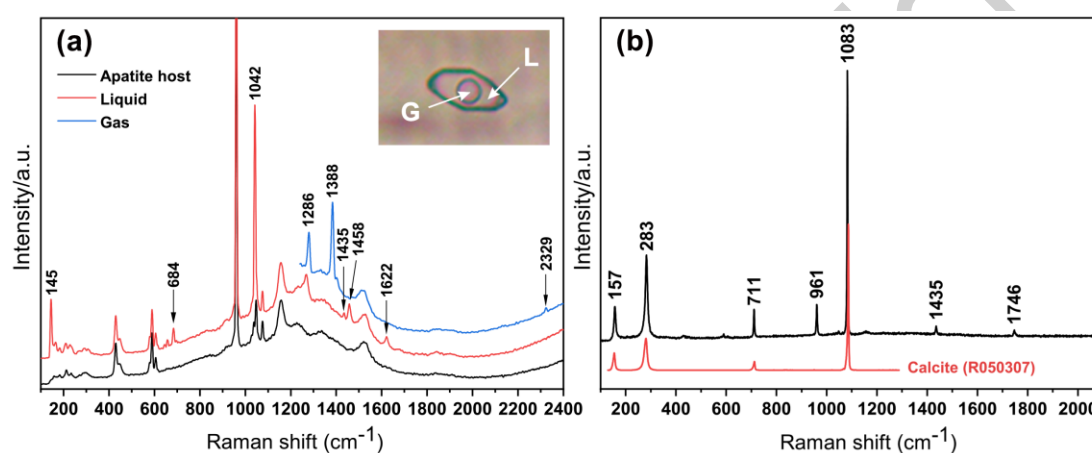 (a)
Apatite host
Liquid
Gas
L
G
145
684
1042
1286
1388
1435
1458
1622
2329
Intensity/a.u.
200 400 600 800 1000 1200 1400 1600 2000 2200 2400
Raman shift (cm⁻¹)
(b)
157
283
711
961
1083
1435
1746
Calcite (R050307)
Intensity/a.u.
200 400 600 800 1000 1200 1400 1600 1800 2000
Raman shift (cm⁻¹)